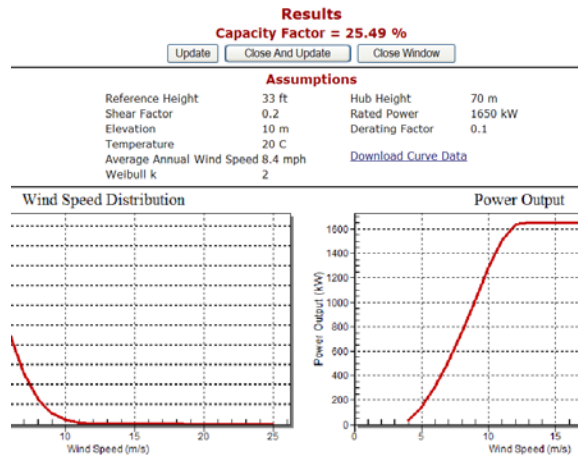 Results
Capacity Factor = 25.49 %
Update Close And Update Close Window
Assumptions
Reference Height 33 ft Hub Height 70 m
Shear Factor 0.2 Rated Power 1650 kW
Elevation 10 m Derating Factor 0.1
Temperature 20 C
Average Annual Wind Speed 8.4 mph Download Curve Data
Weibull k 2
Wind Speed Distribution Power Output
1600
1400
1200
1000
800
600
400
200
0
Power Output (kW)
10 15 20 25 0 5 10 15
Wind Speed (m/s) Wind Speed (m/s)